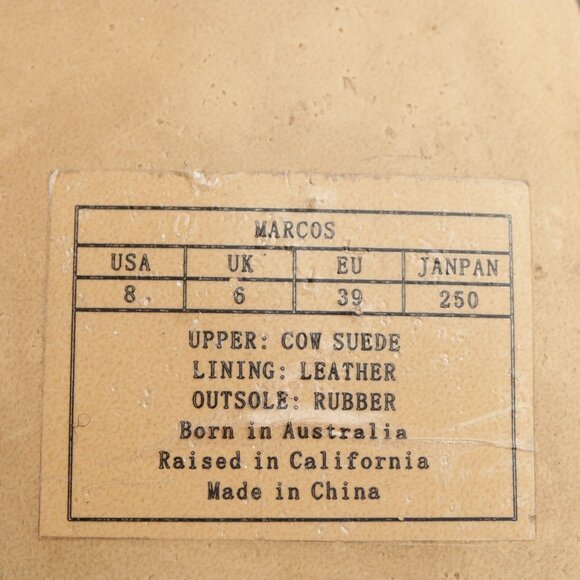 MARCOS
USA UK EU JANPAN
8 6 39 250
UPPER: COW SUEDE
LINING: LEATHER
OUTSOLE: RUBBER
Born in Australia
Raised in California
Made in China